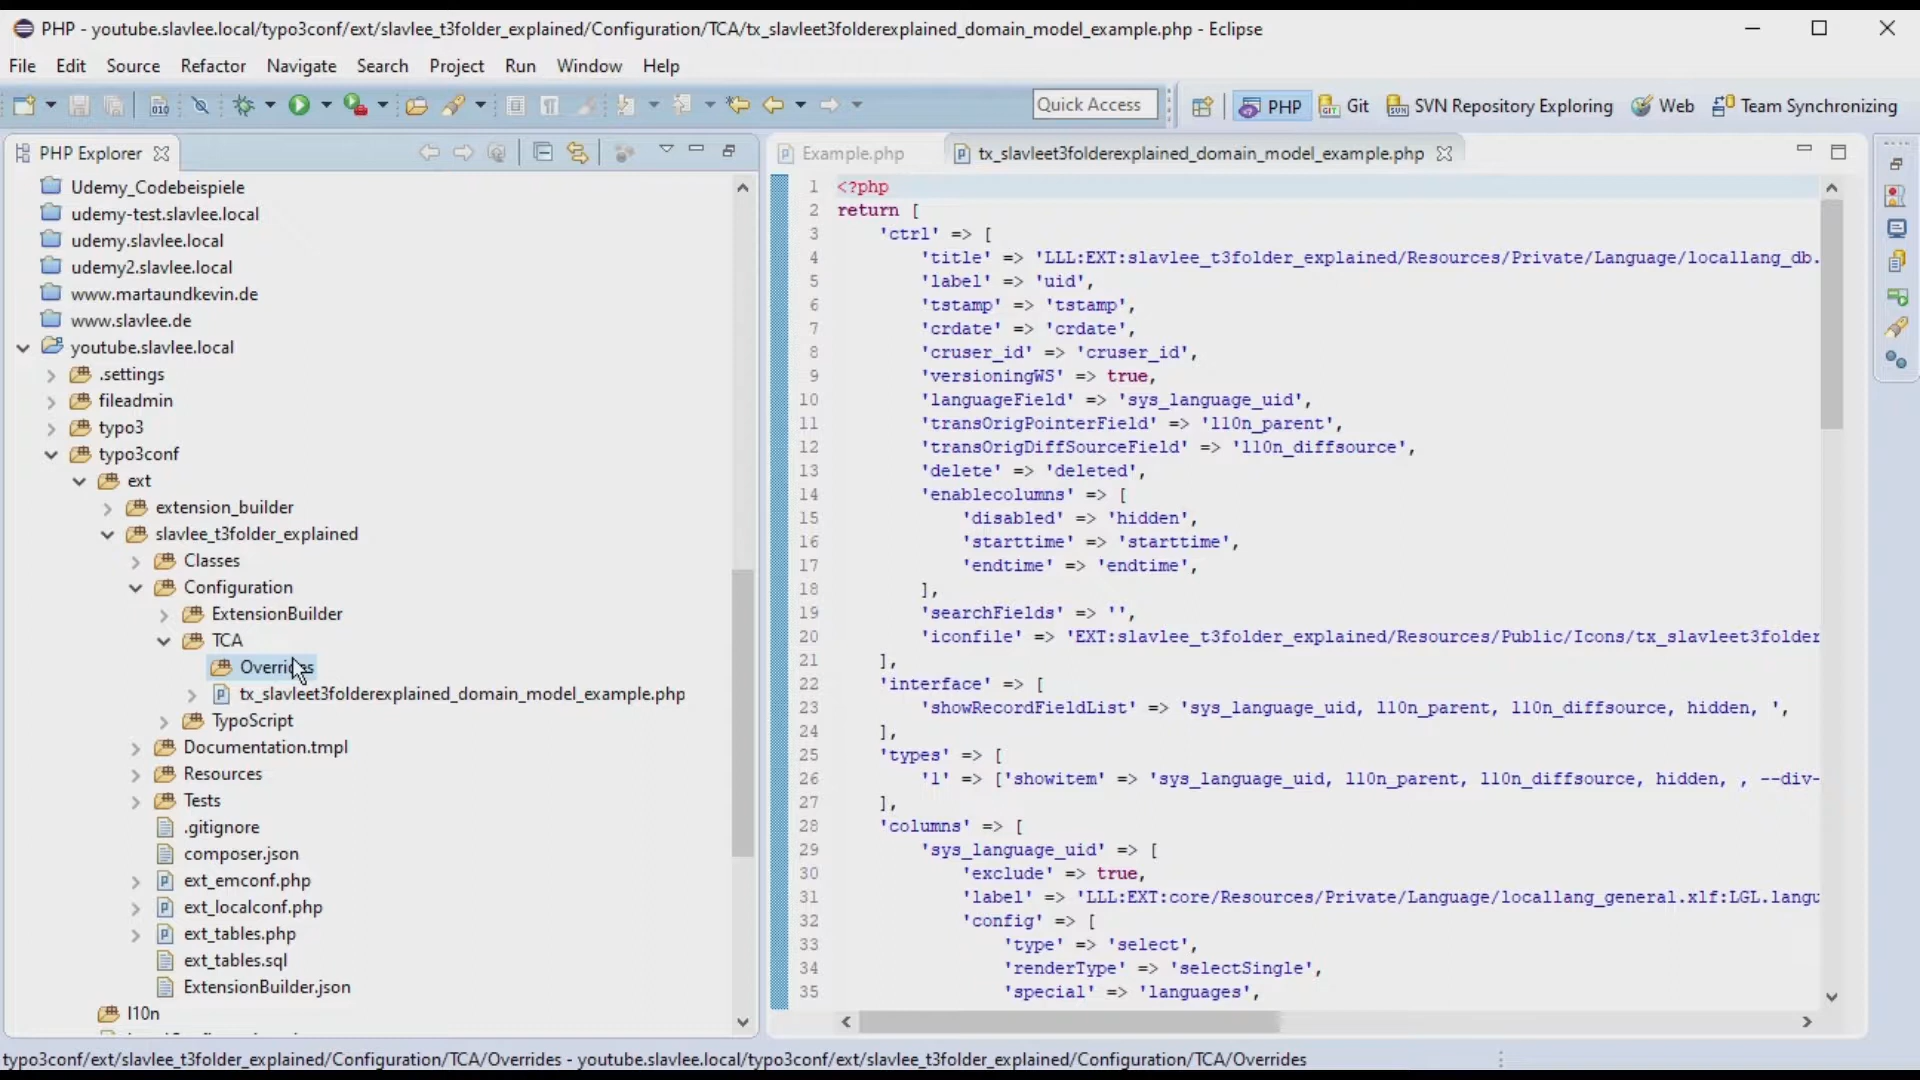 PHP - youtube.slavlee.local/typo3conf/ext/slavlee_t3folder_explained/Configuration/TCA/tx_slavleet3folderexplained_domain_model_example.php - Eclipse
File Edit Source Refactor Navigate Search Project Run Window Help
Quick Access PHP Git SVN Repository Exploring Web Team Synchronizing
PHP Explorer
Udemy_Codebeispiele
udemy-test.slavlee.local
udemy.slavlee.local
udemy2.slavlee.local
www.martaundkevin.de
www.slavlee.de
youtube.slavlee.local
.settings
fileadmin
typo3
typo3conf
ext
extension_builder
slavlee_t3folder_explained
Classes
Configuration
ExtensionBuilder
TCA
Overrides
tx_slavleet3folderexplained_domain_model_example.php
TypoScript
Documentation.tmpl
Resources
Tests
.gitignore
composer.json
ext_emconf.php
ext_localconf.php
ext_tables.php
ext_tables.sql
ExtensionBuilder.json
l10n
Example.php tx_slavleet3folderexplained_domain_model_example.php
1 <?php
2 return [
3 'ctrl' => [
4 'title' => 'LLL:EXT:slavlee_t3folder_explained/Resources/Private/Language/locallang_db.
5 'label' => 'uid',
6 'tstamp' => 'tstamp',
7 'crdate' => 'crdate',
8 'cruser_id' => 'cruser_id',
9 'versioningWS' => true,
10 'languageField' => 'sys_language_uid',
11 'transOrigPointerField' => 'l10n_parent',
12 'transOrigDiffSourceField' => 'l10n_diffsource',
13 'delete' => 'deleted',
14 'enablecolumns' => [
15 'disabled' => 'hidden',
16 'starttime' => 'starttime',
17 'endtime' => 'endtime',
18 ],
19 'searchFields' => '',
20 'iconfile' => 'EXT:slavlee_t3folder_explained/Resources/Public/Icons/tx_slavleet3folder
21 ],
22 'interface' => [
23 'showRecordFieldList' => 'sys_language_uid, l10n_parent, l10n_diffsource, hidden, ',
24 ],
25 'types' => [
26 '1' => ['showitem' => 'sys_language_uid, l10n_parent, l10n_diffsource, hidden, , --div-
27 ],
28 'columns' => [
29 'sys_language_uid' => [
30 'exclude' => true,
31 'label' => 'LLL:EXT:core/Resources/Private/Language/locallang_general.xlf:LGL.langu
32 'config' => [
33 'type' => 'select',
34 'renderType' => 'selectSingle',
35 'special' => 'languages',
typo3conf/ext/slavlee_t3folder_explained/Configuration/TCA/Overrides - youtube.slavlee.local/typo3conf/ext/slavlee_t3folder_explained/Configuration/TCA/Overrides